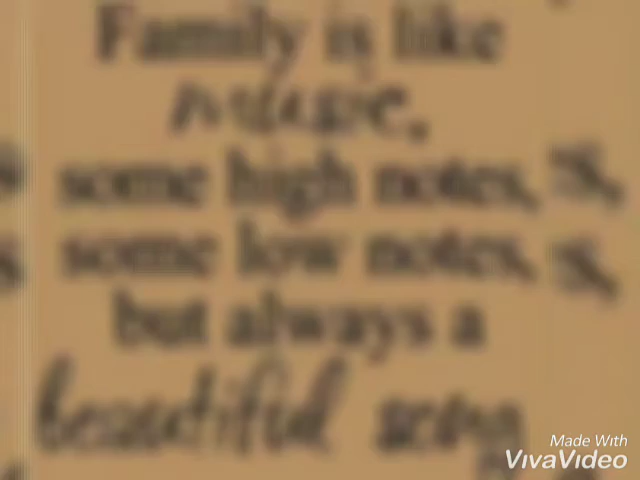 Family is like
music,
some high notes, s,
some low notes, s,
but always a
beautiful song
Made With
VivaVideo